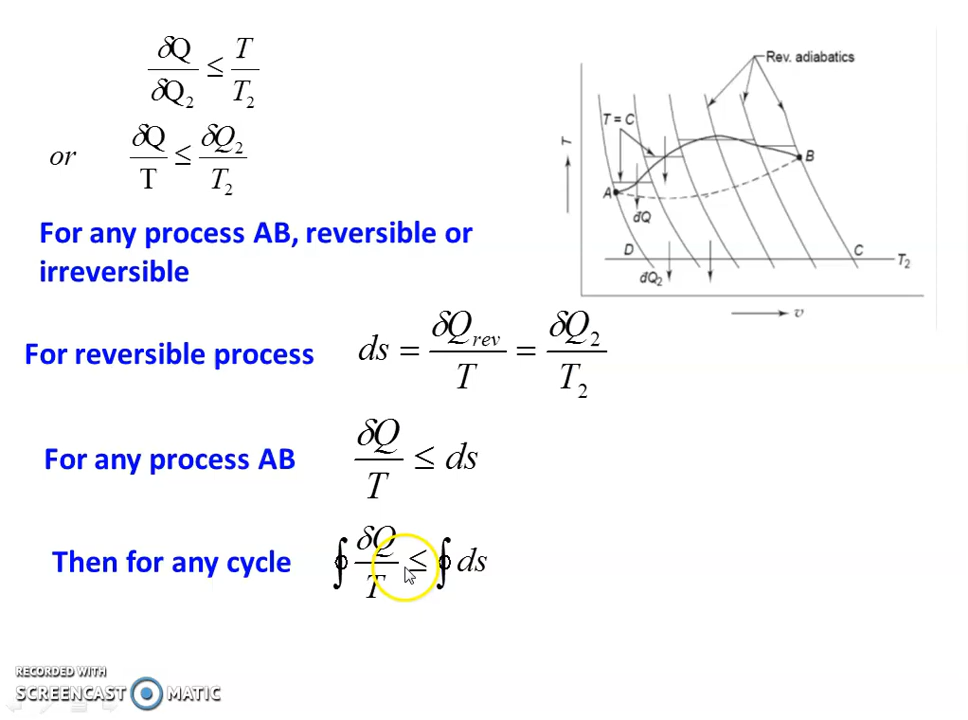 δQ/δQ₂ ≤ T/T₂
or δQ/T ≤ δQ₂/T₂
For any process AB, reversible or
irreversible
For reversible process ds = δQrev/T = δQ₂/T₂
For any process AB δQ/T ≤ ds
Then for any cycle ∮ δQ/T ≤ ∮ ds
Rev. adiabatics
T = C
T
A
B
dQ
D
C
T₂
dQ₂
v
RECORDED WITH
SCREENCAST MATIC